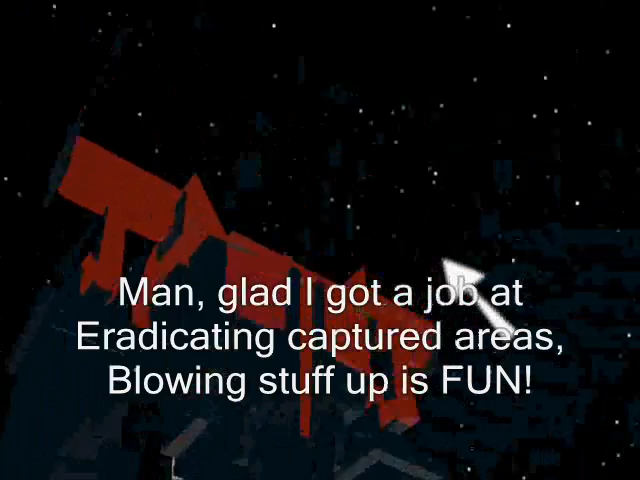 Man, glad I got a job at
Eradicating captured areas,
Blowing stuff up is FUN!